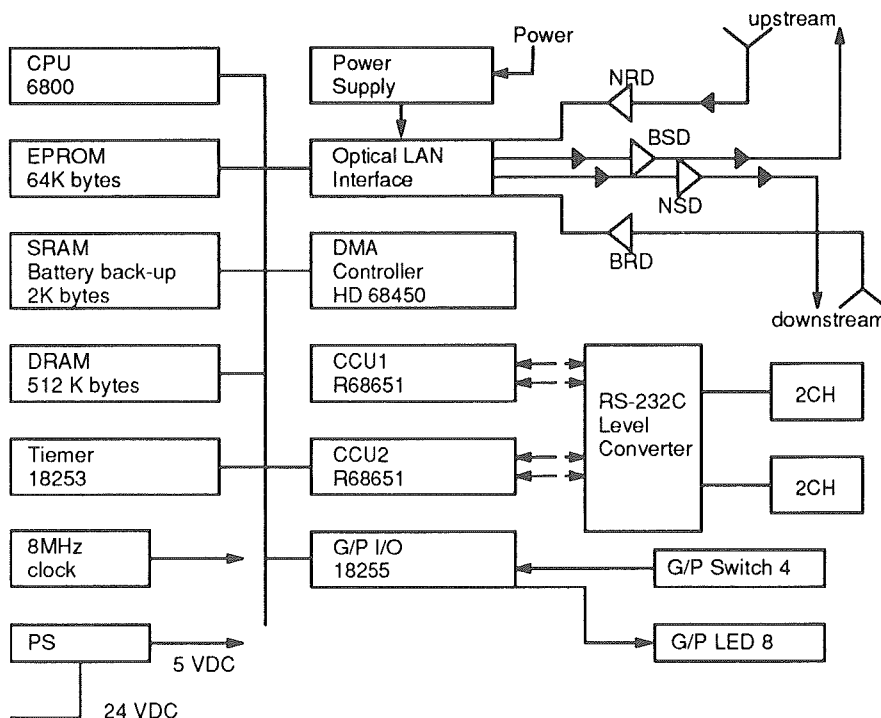 upstream
Power
CPU
6800
Power
Supply
NRD
EPROM
64K bytes
Optical LAN
Interface
BSD
NSD
SRAM
Battery back-up
2K bytes
DMA
Controller
HD 68450
BRD
downstream
DRAM
512 K bytes
CCU1
R68651
RS-232C
Level
Converter
2CH
Tiemer
18253
CCU2
R68651
2CH
8MHz
clock
G/P I/O
18255
G/P Switch 4
PS
5 VDC
G/P LED 8
24 VDC